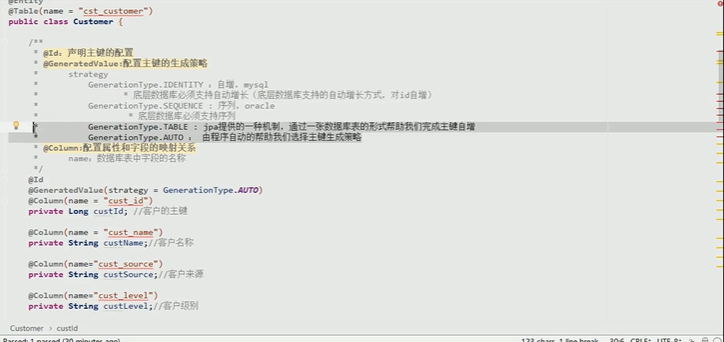 @Entity
@Table(name = "cst_customer")
public class Customer {
/**
* @Id：声明主键的配置
* @GeneratedValue:配置主键的生成策略
* strategy
* GenerationType.IDENTITY ：自增，mysql
* * 底层数据库必须支持自动增长（底层数据库支持的自动增长方式，对id自增）
* GenerationType.SEQUENCE : 序列，oracle
* * 底层数据库必须支持序列
* GenerationType.TABLE : jpa提供的一种机制，通过一张数据库表的形式帮助我们完成主键自增
* GenerationType.AUTO ： 由程序自动的帮助我们选择主键生成策略
* @Column:配置属性和字段的映射关系
* name：数据库表中字段的名称
*/
@Id
@GeneratedValue(strategy = GenerationType.AUTO)
@Column(name = "cust_id")
private Long custId; //客户的主键
@Column(name = "cust_name")
private String custName;//客户名称
@Column(name="cust_source")
private String custSource;//客户来源
@Column(name="cust_level")
private String custLevel;//客户级别
Customer › custId
Passed: 1 passed (20 minutes ago) 123 chars, 1 line break 30:6 CRLF÷ UTF-8÷